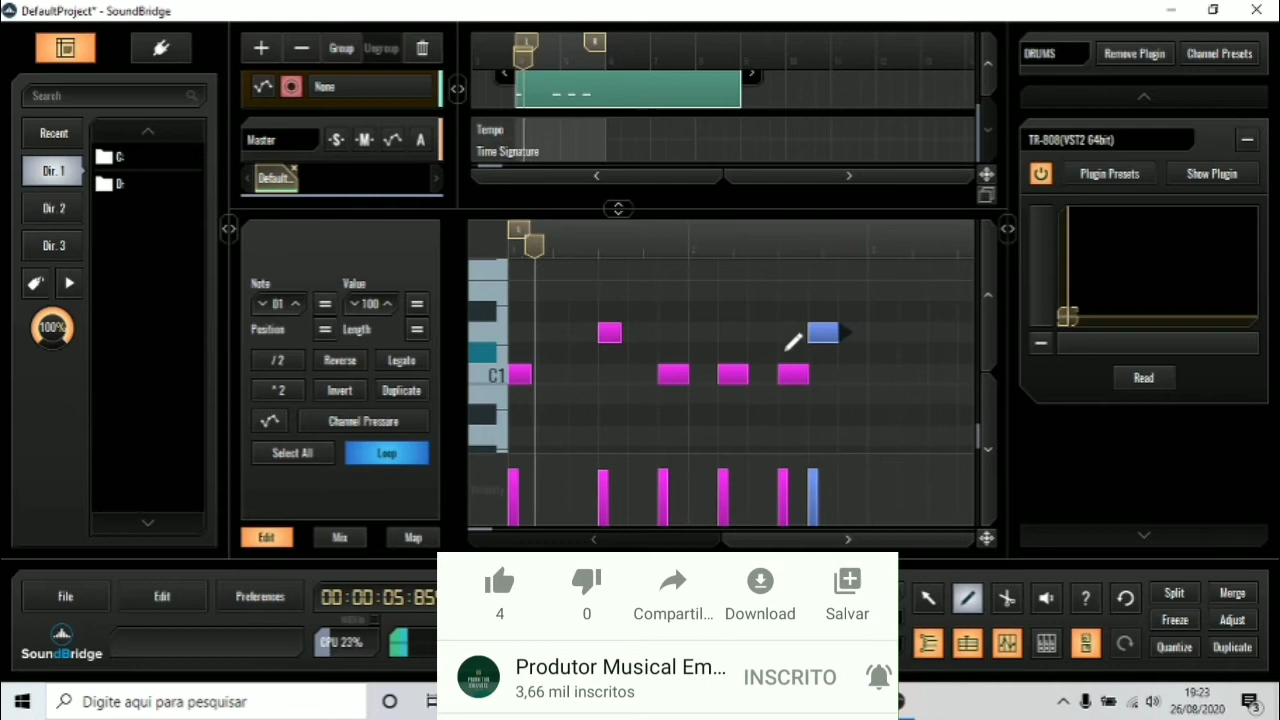 DefaultProject* - SoundBridge
Group
Ungroup
DRUMS
Remove Plugin
Channel Presets
Search
None
Recent
Master
-S-
-M-
A
Tempo
Time Signature
TR-808(VST2 64bit)
C:
Dir. 1
Default...
Plugin Presets
Show Plugin
D:
Dir. 2
Dir. 3
Note
Value
01
100
Position
Length
100%
/ 2
Reverse
Legato
C1
Read
^ 2
Invert
Duplicate
Channel Pressure
Select All
Loop
Velocity
Edit
Mix
Map
File
Edit
Preferences
00:00:05:859
CPU 23%
SoundBridge
4
0
Compartil...
Download
Salvar
Split
Merge
Freeze
Adjust
Quantize
Duplicate
Produtor Musical Em...
3,66 mil inscritos
INSCRITO
Digite aqui para pesquisar
19:23
26/08/2020